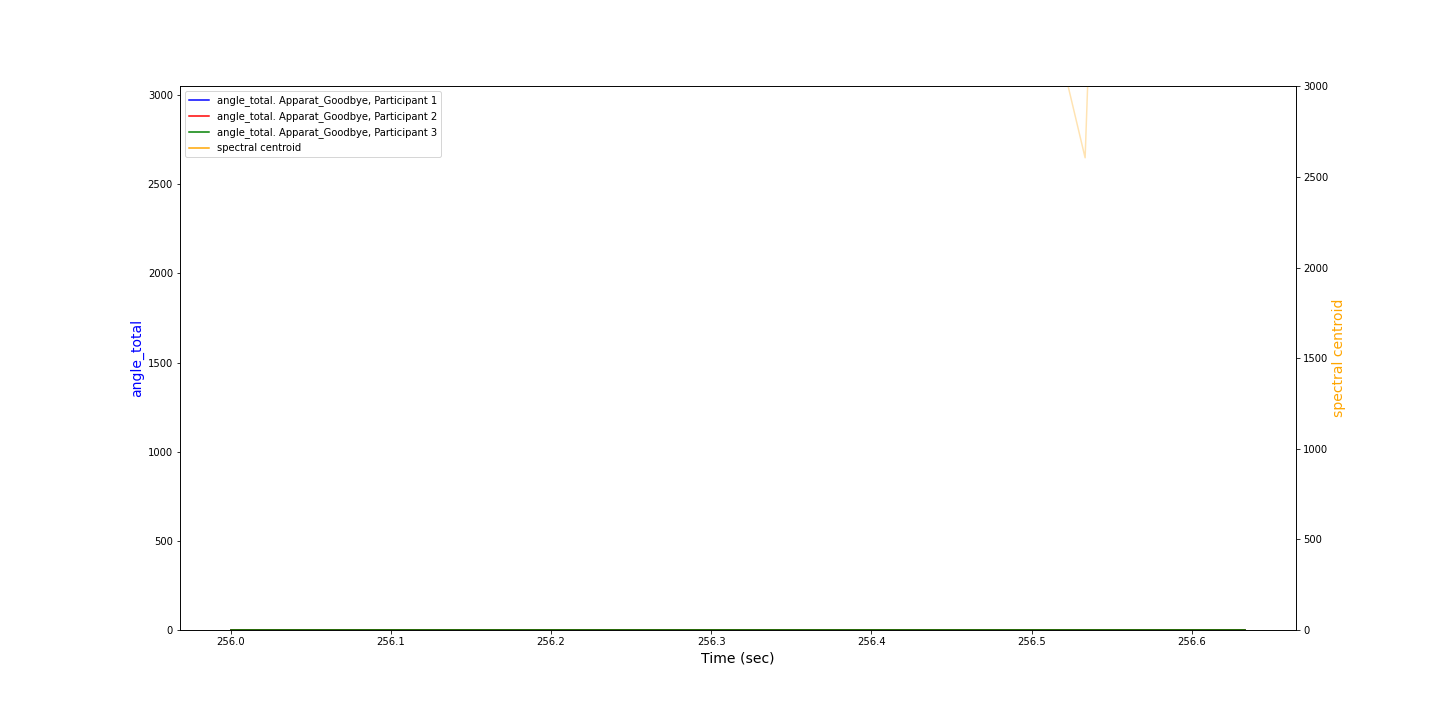 angle_total. Apparat_Goodbye, Participant 1
angle_total. Apparat_Goodbye, Participant 2
angle_total. Apparat_Goodbye, Participant 3
spectral centroid
3000
2500
2000
1500
1000
500
0
angle_total
3000
2500
2000
1500
1000
500
0
spectral centroid
256.0 256.1 256.2 256.3 256.4 256.5 256.6
Time (sec)